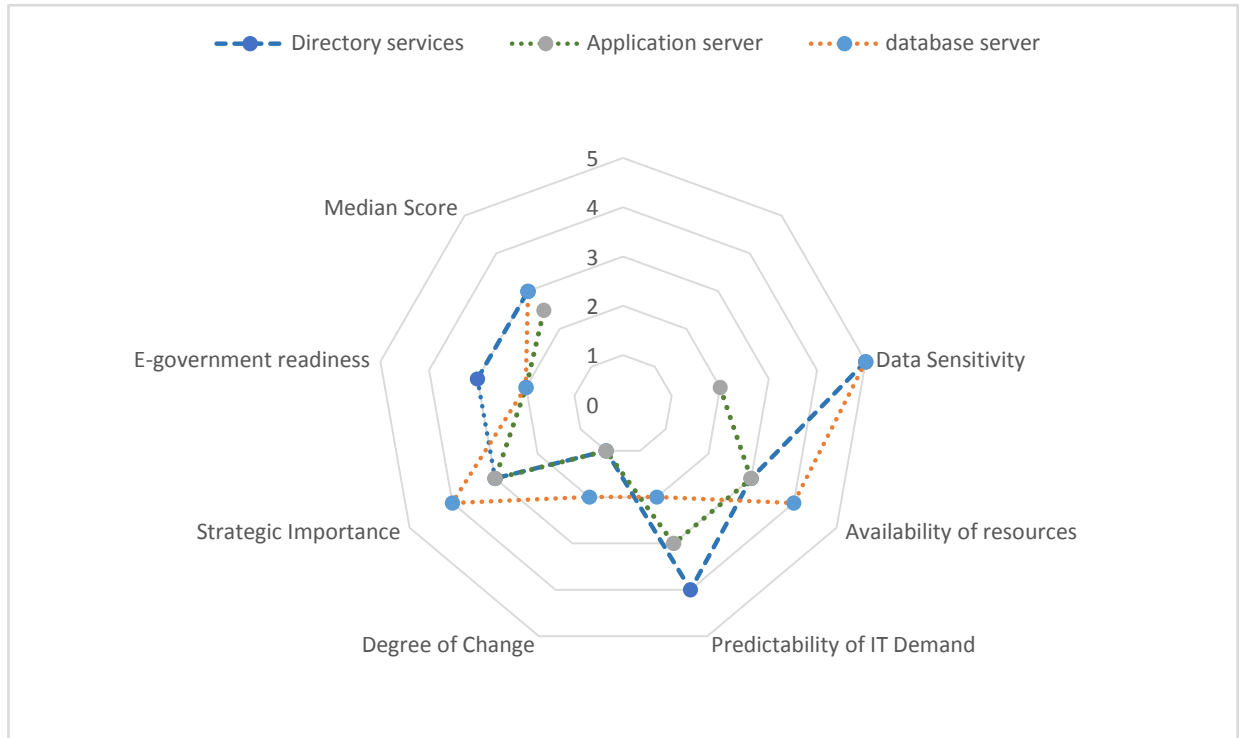 Directory services
Application server
database server
5
4
3
2
1
0
Median Score
Data Sensitivity
E-government readiness
Availability of resources
Strategic Importance
Predictability of IT Demand
Degree of Change